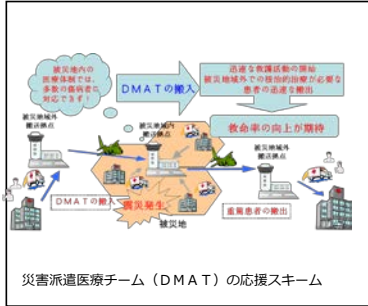 被災地内の
医療体制では、
多数の傷病者に
対応できず！
DMATの搬入
迅速な救護活動の開始
被災地域外での根治的治療が必要な
患者の迅速な搬出
救命率の向上が期待
被災地域外
搬送拠点
被災地域内
搬送拠点
被災地域外
搬送拠点
DMATの搬入
震災発生
重篤患者の搬出
被災地
災害派遣医療チーム（DMAT）の応援スキーム